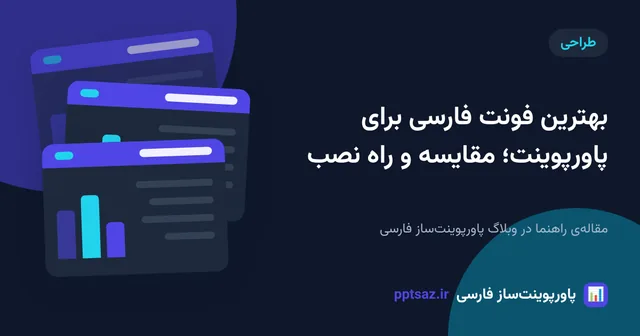 طراحی
بهترین فونت فارسی برای
پاورپوینت؛ مقایسه و راه نصب
مقاله‌ی راهنما در وبلاگ پاورپوینت‌ساز فارسی
پاورپوینت‌ساز فارسی pptsaz.ir